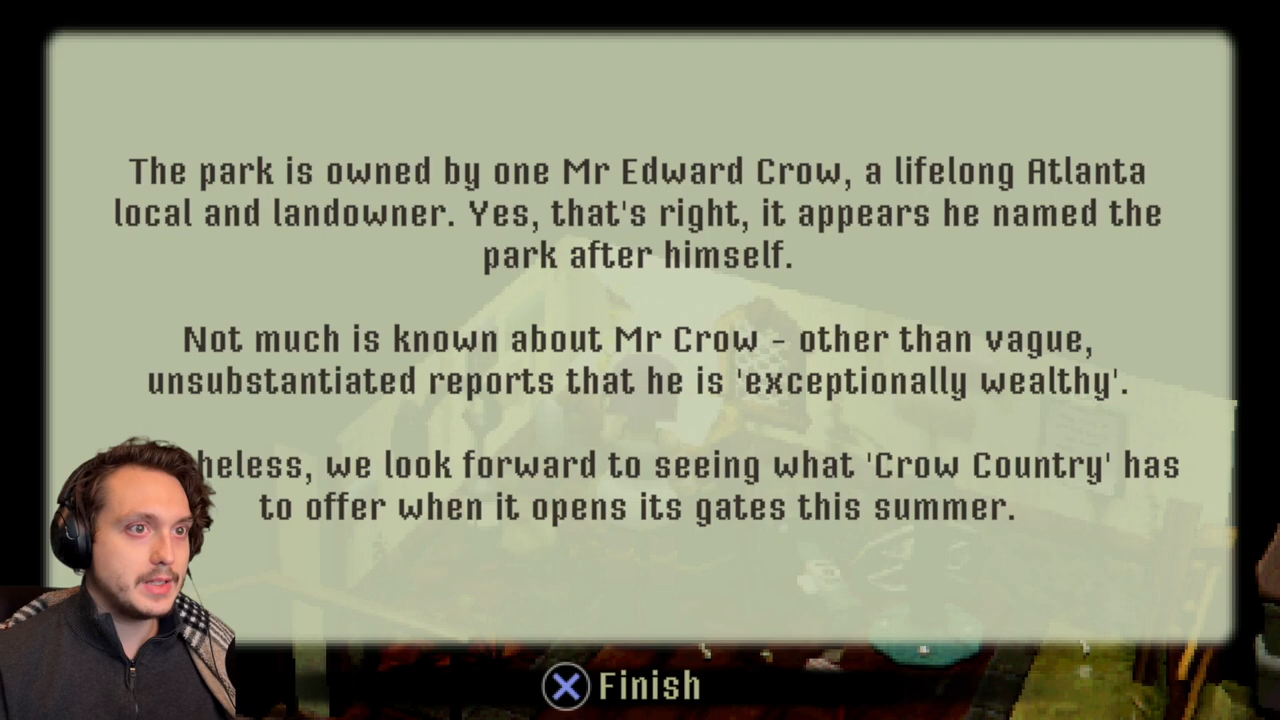 The park is owned by one Mr Edward Crow, a lifelong Atlanta
local and landowner. Yes, that's right, it appears he named the
park after himself.
Not much is known about Mr Crow - other than vague,
unsubstantiated reports that he is 'exceptionally wealthy'.
heless, we look forward to seeing what 'Crow Country' has
to offer when it opens its gates this summer.
Finish